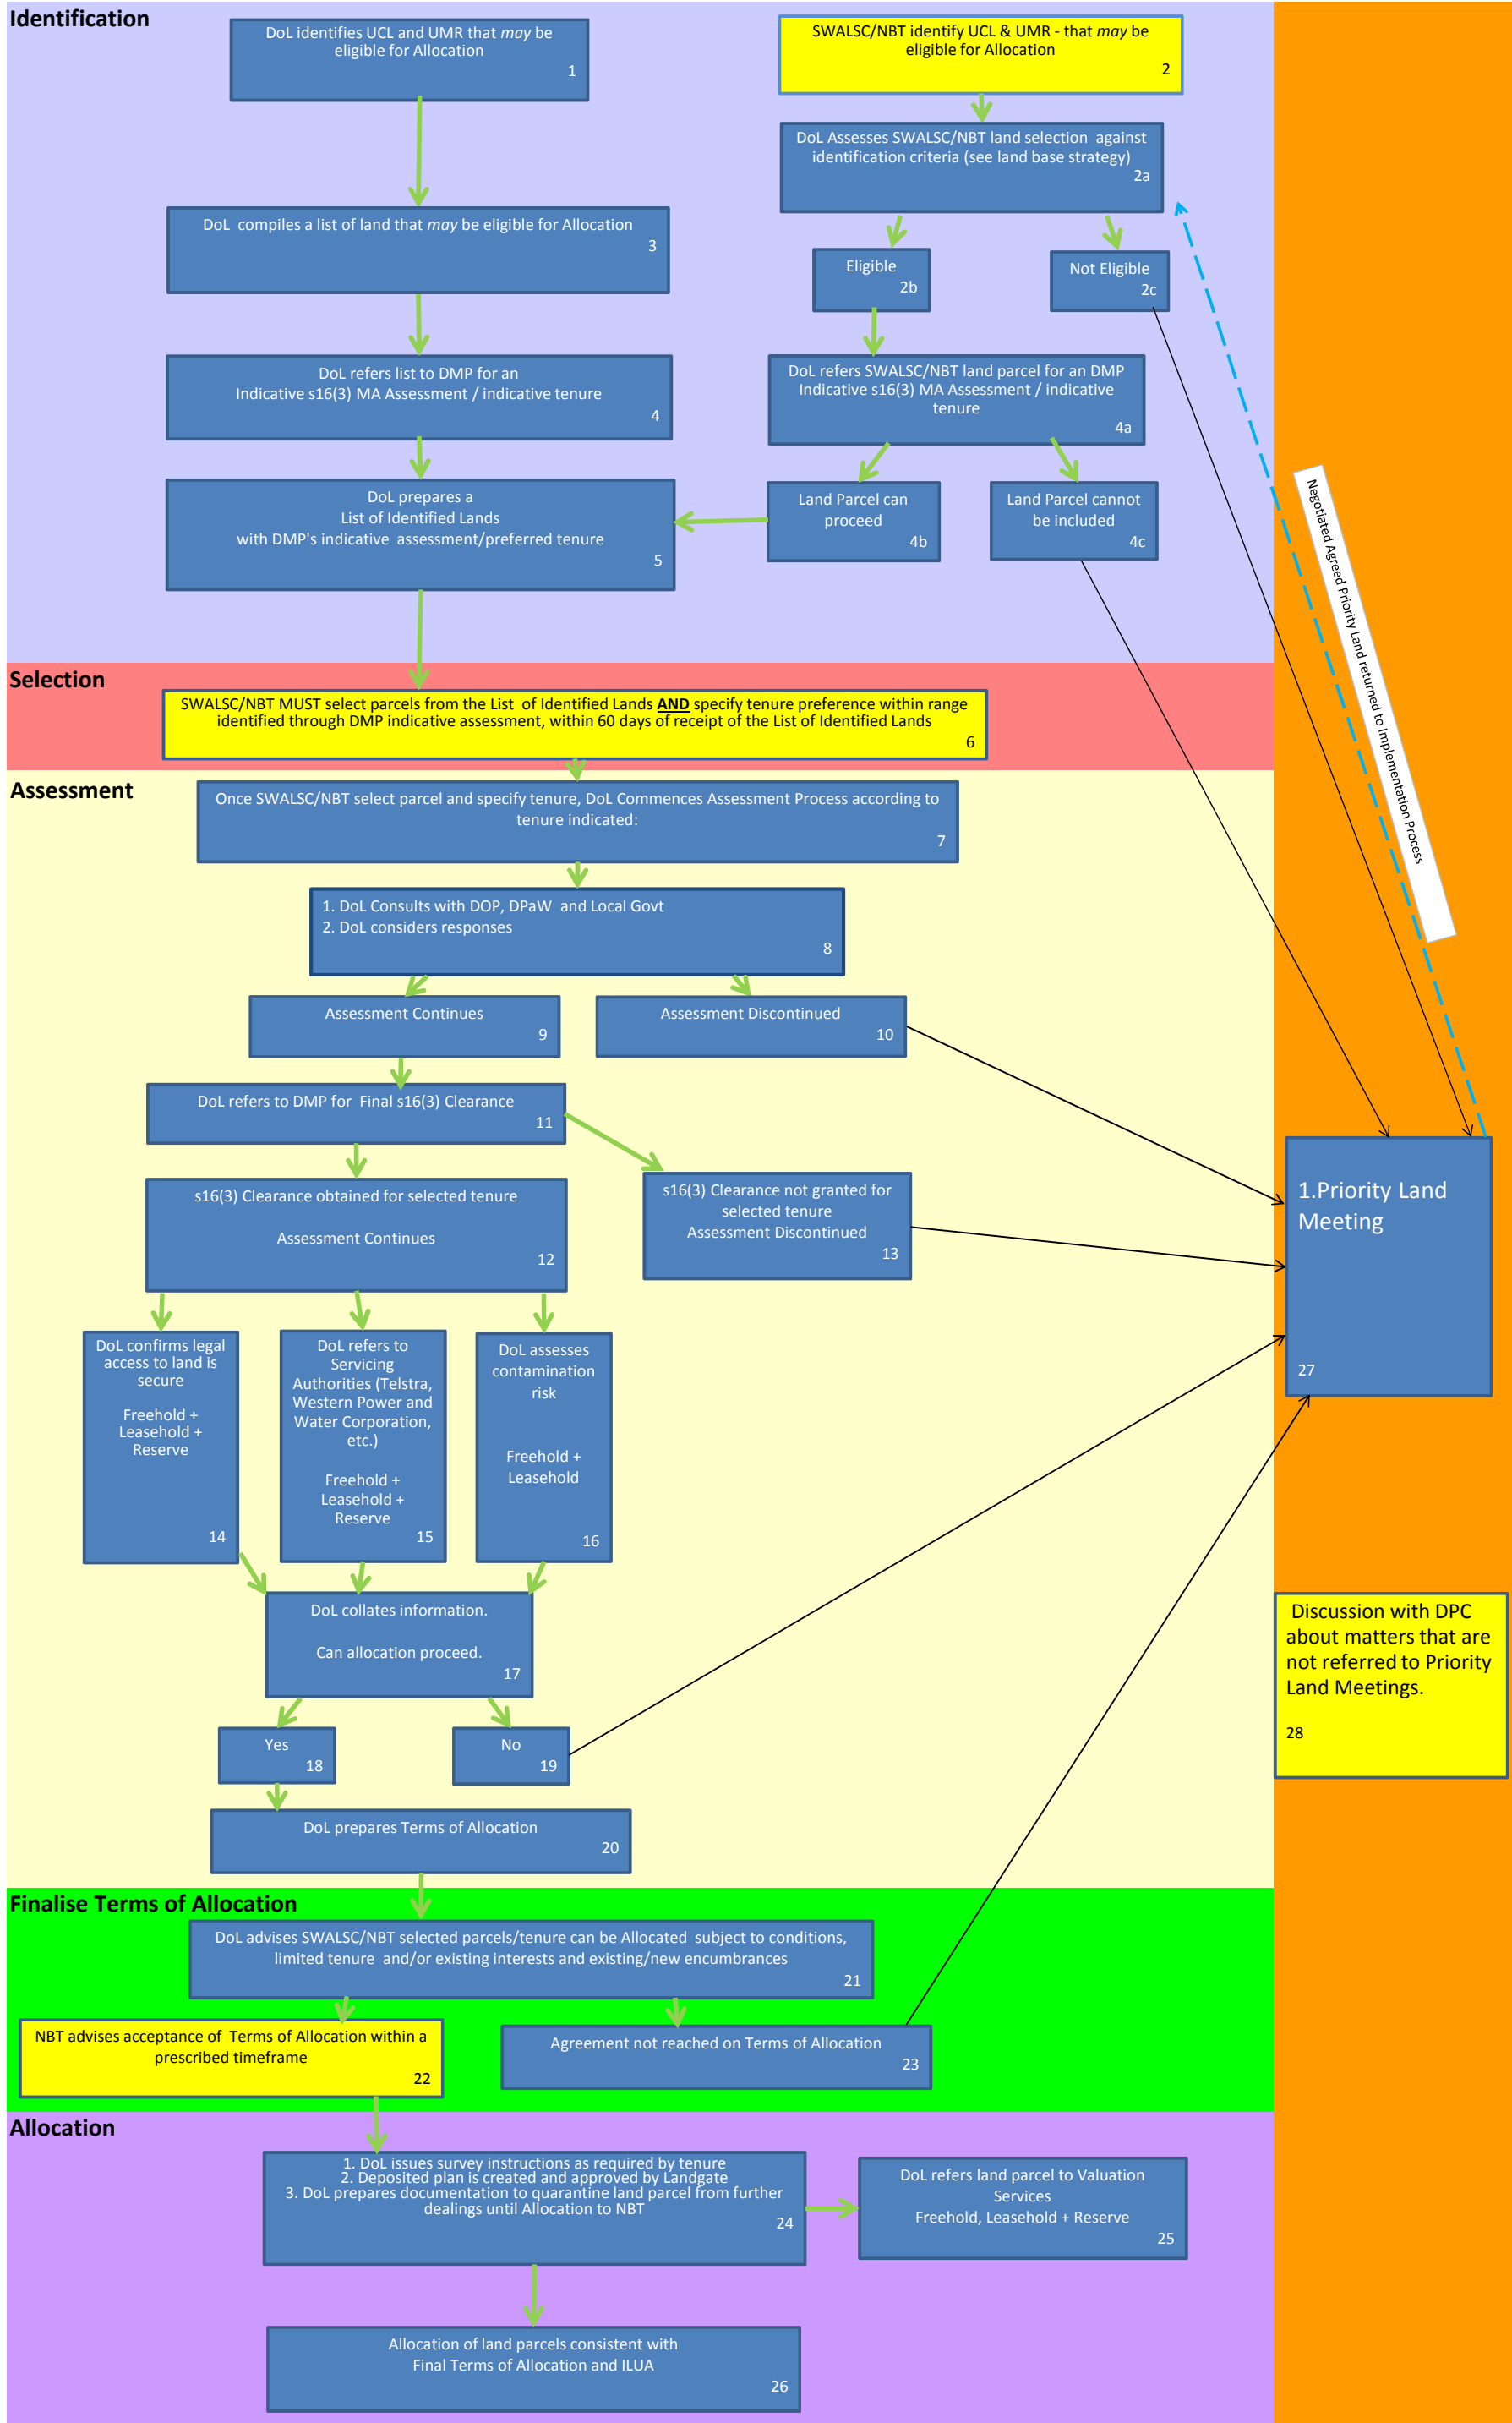 Identification
DoL identifies UCL and UMR that may be
eligible for Allocation
1
SWALSC/NBT identify UCL & UMR - that may be
eligible for Allocation
2
DoL Assesses SWALSC/NBT land selection against
identification criteria (see land base strategy)
2a
DoL compiles a list of land that may be eligible for Allocation
3
Eligible
2b
Not Eligible
2c
DoL refers list to DMP for an
Indicative s16(3) MA Assessment / indicative tenure
4
DoL refers SWALSC/NBT land parcel for an DMP
Indicative s16(3) MA Assessment / indicative
tenure
4a
DoL prepares a
List of Identified Lands
with DMP's indicative assessment/preferred tenure
5
Land Parcel can
proceed
4b
Land Parcel cannot
be included
4c
Negotiated Agreed Priority Land returned to Implementation Process
Selection
SWALSC/NBT MUST select parcels from the List of Identified Lands AND specify tenure preference within range
identified through DMP indicative assessment, within 60 days of receipt of the List of Identified Lands
6
Assessment
Once SWALSC/NBT select parcel and specify tenure, DoL Commences Assessment Process according to
tenure indicated:
7
1. DoL Consults with DOP, DPaW and Local Govt
2. DoL considers responses
8
Assessment Continues
9
Assessment Discontinued
10
DoL refers to DMP for Final s16(3) Clearance
11
s16(3) Clearance obtained for selected tenure
Assessment Continues
12
s16(3) Clearance not granted for
selected tenure
Assessment Discontinued
13
1.Priority Land
Meeting
27
DoL confirms legal
access to land is
secure
Freehold +
Leasehold +
Reserve
14
DoL refers to
Servicing
Authorities (Telstra,
Western Power and
Water Corporation,
etc.)
Freehold +
Leasehold +
Reserve
15
DoL assesses
contamination
risk
Freehold +
Leasehold
16
DoL collates information.
Can allocation proceed.
17
Discussion with DPC
about matters that are
not referred to Priority
Land Meetings.
28
Yes
18
No
19
DoL prepares Terms of Allocation
20
Finalise Terms of Allocation
DoL advises SWALSC/NBT selected parcels/tenure can be Allocated subject to conditions,
limited tenure and/or existing interests and existing/new encumbrances
21
NBT advises acceptance of Terms of Allocation within a
prescribed timeframe
22
Agreement not reached on Terms of Allocation
23
Allocation
1. DoL issues survey instructions as required by tenure
2. Deposited plan is created and approved by Landgate
3. DoL prepares documentation to quarantine land parcel from further
dealings until Allocation to NBT
24
DoL refers land parcel to Valuation
Services
Freehold, Leasehold + Reserve
25
Allocation of land parcels consistent with
Final Terms of Allocation and ILUA
26